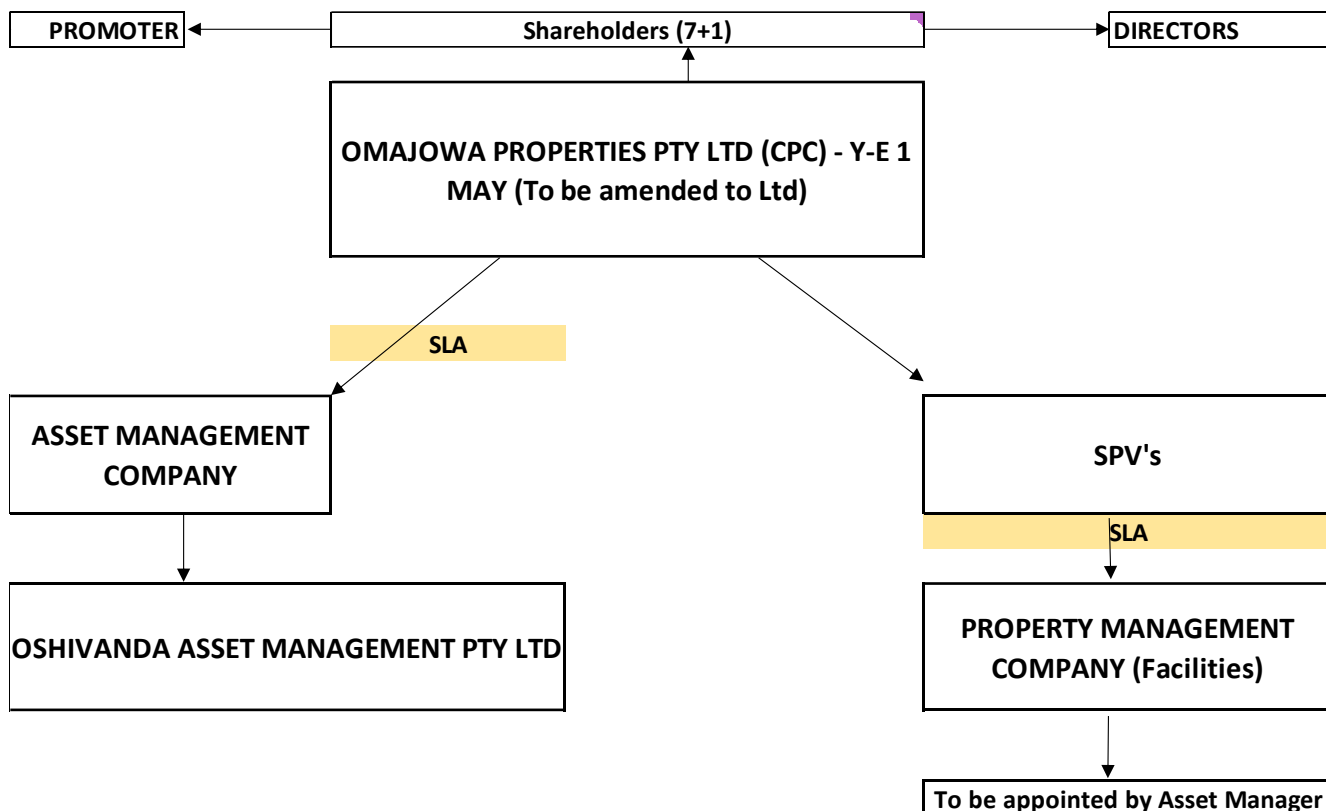 PROMOTER
Shareholders (7+1)
DIRECTORS
OMAJOWA PROPERTIES PTY LTD (CPC) - Y-E 1
MAY (To be amended to Ltd)
SLA
ASSET MANAGEMENT
COMPANY
SPV's
SLA
OSHIVANDA ASSET MANAGEMENT PTY LTD
PROPERTY MANAGEMENT
COMPANY (Facilities)
To be appointed by Asset Manager